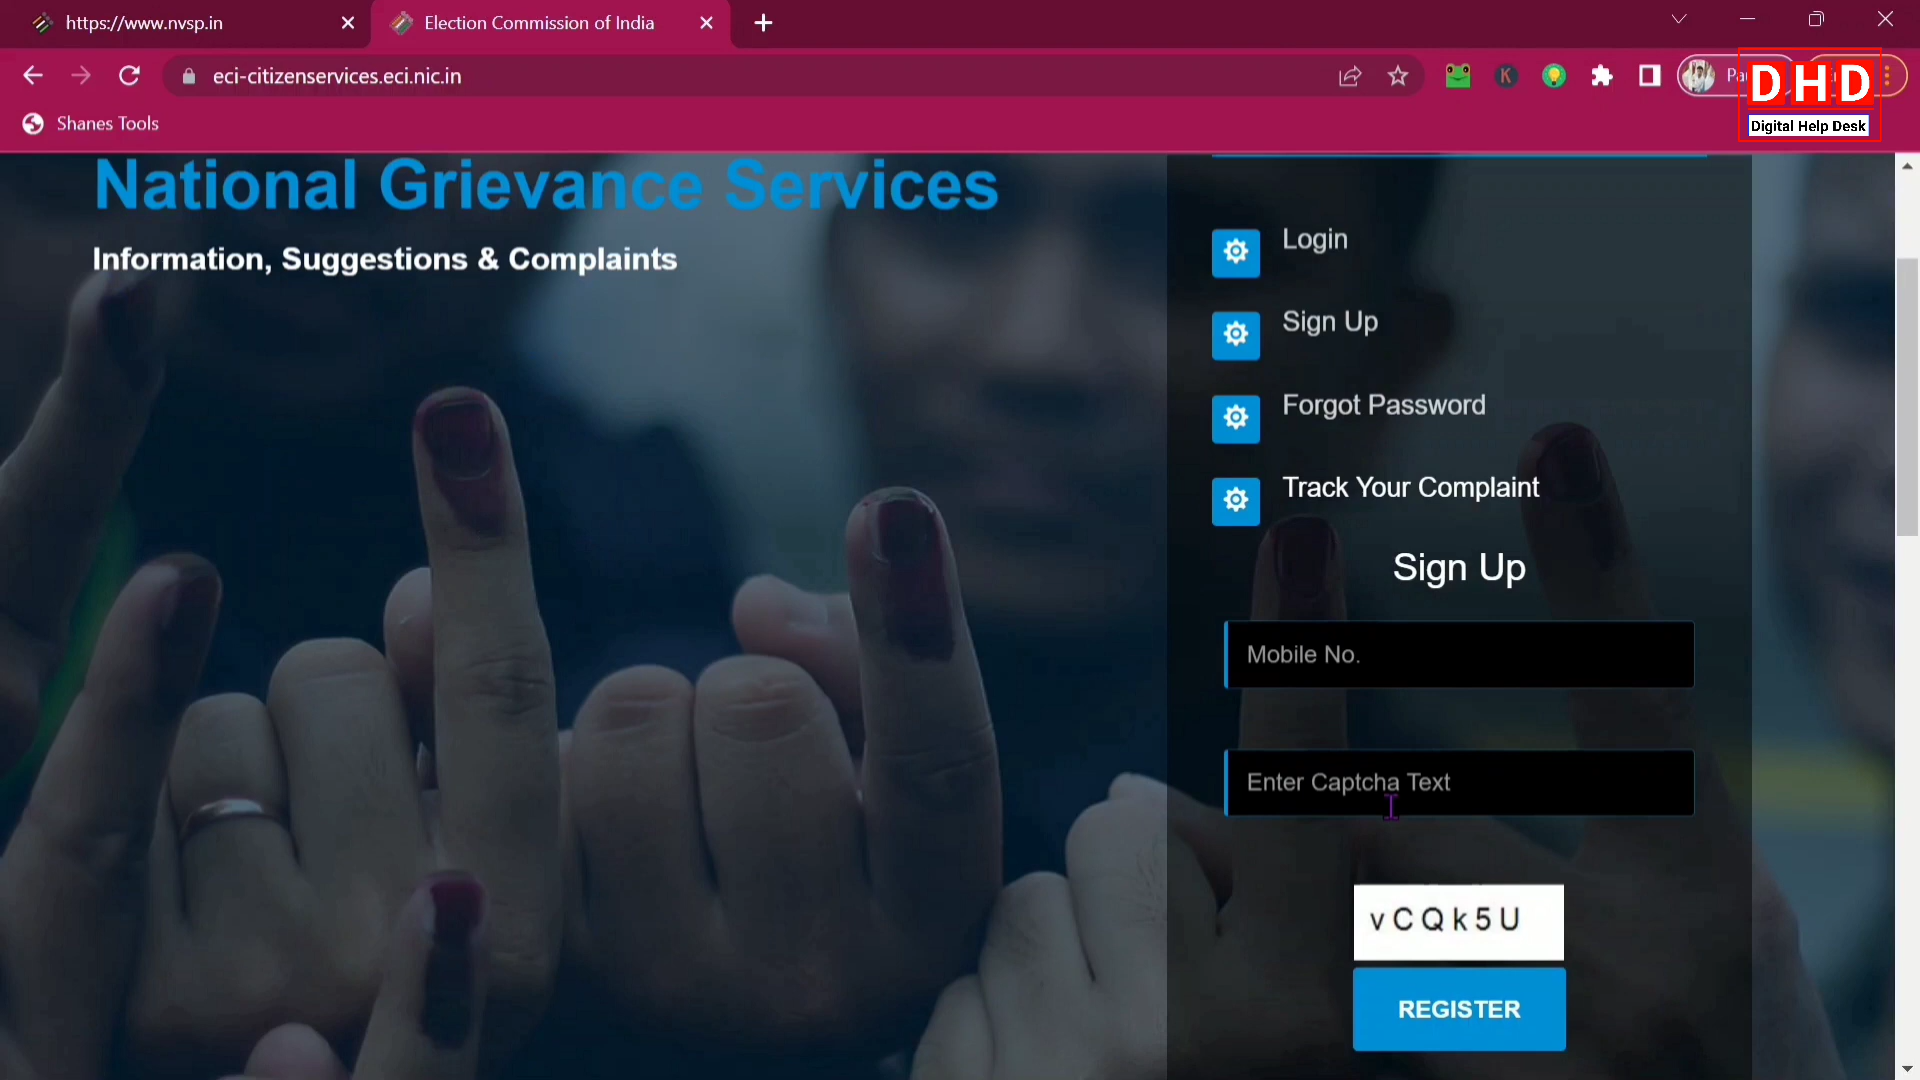 https://www.nvsp.in
Election Commission of India
eci-citizenservices.eci.nic.in
DHD
Digital Help Desk
Shanes Tools
National Grievance Services
Information, Suggestions & Complaints
Login
Sign Up
Forgot Password
Track Your Complaint
Sign Up
Mobile No.
Enter Captcha Text
vCQk5U
REGISTER